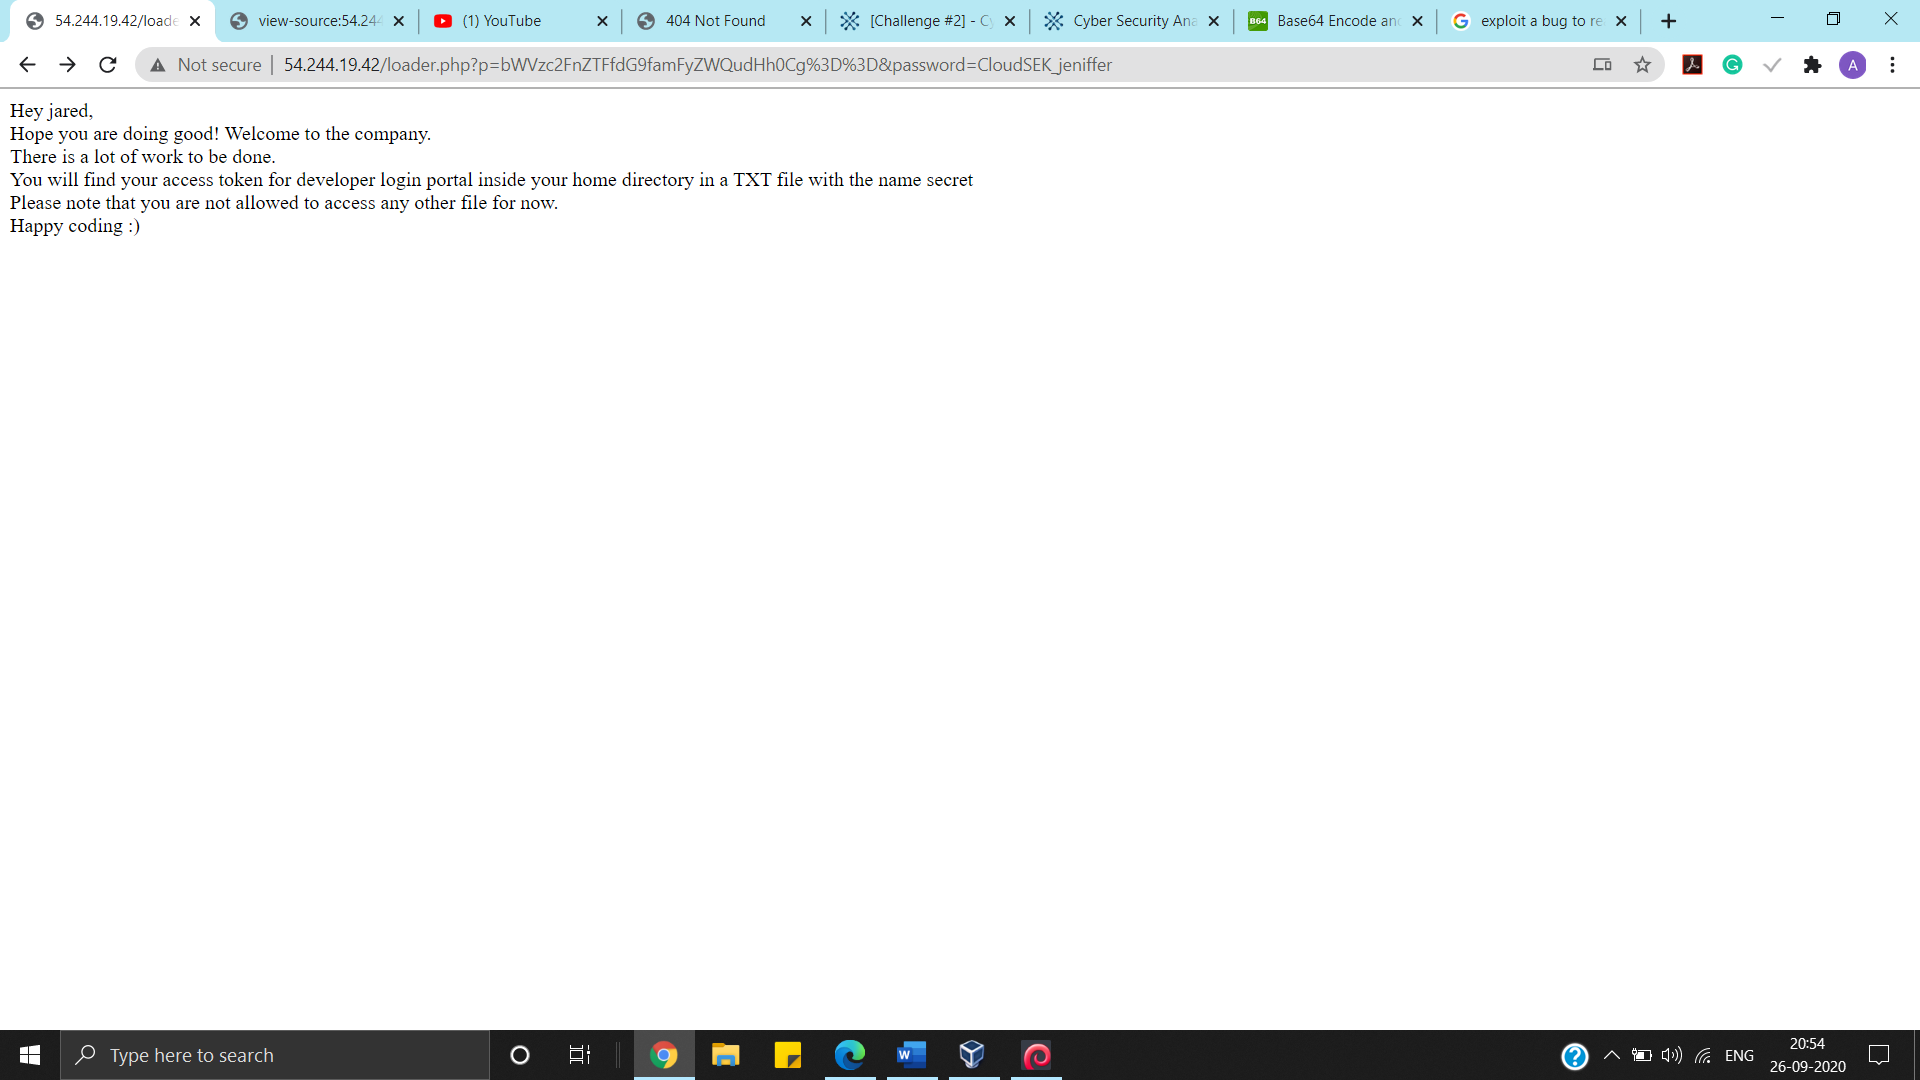 54.244.19.42/loade
view-source:54.244
(1) YouTube
404 Not Found
[Challenge #2] - Cy
Cyber Security Ana
B64
Base64 Encode and
exploit a bug to re
Not secure
54.244.19.42/loader.php?p=bWVzc2FnZTFfdG9famFyZWQudHh0Cg%3D%3D&password=CloudSEK_jeniffer
A
Hey jared,
Hope you are doing good! Welcome to the company.
There is a lot of work to be done.
You will find your access token for developer login portal inside your home directory in a TXT file with the name secret
Please note that you are not allowed to access any other file for now.
Happy coding :)
Type here to search
ENG
20:54
26-09-2020